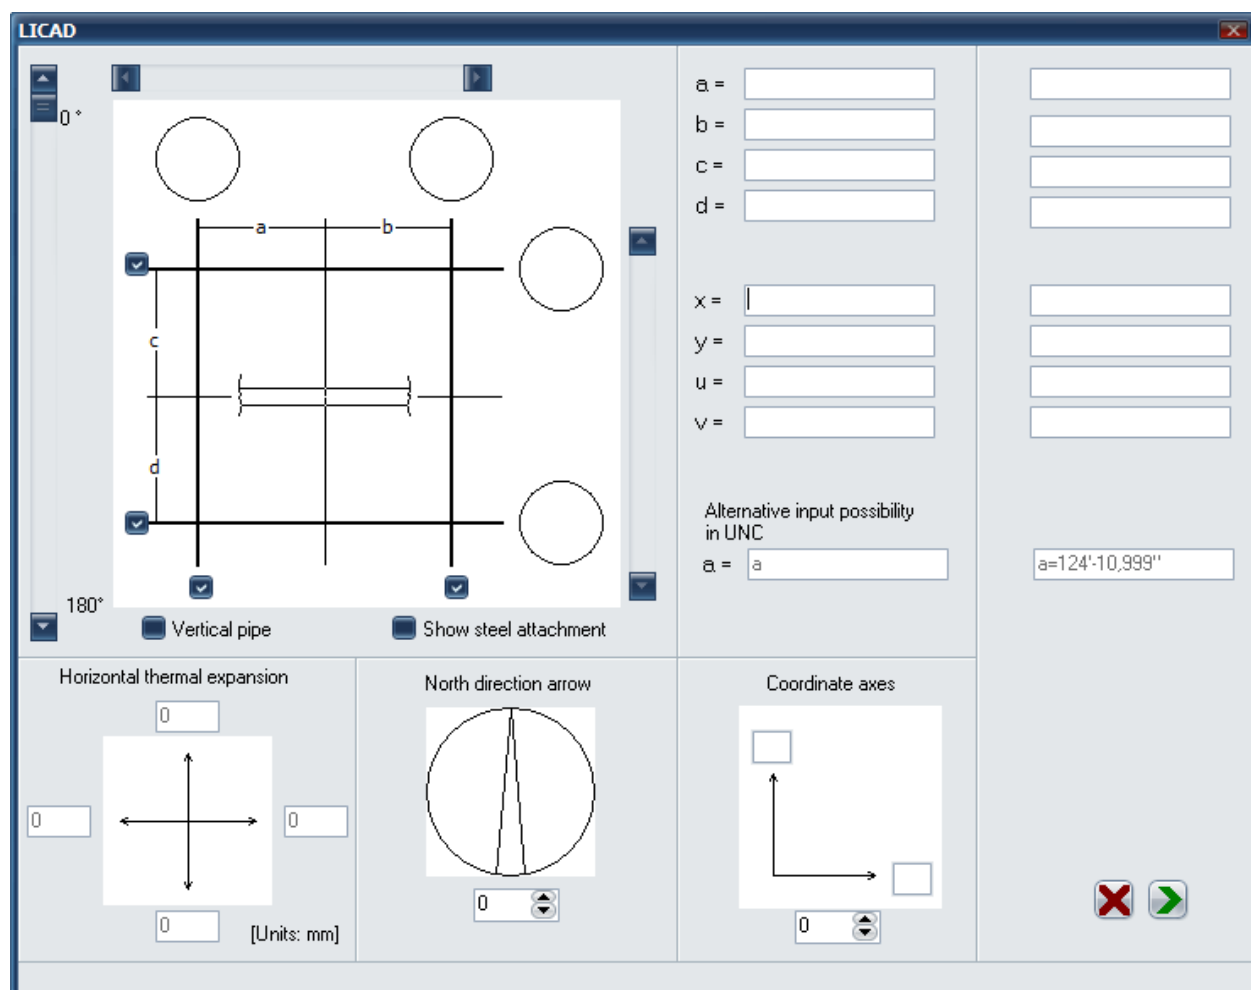 LICAD
0 °
a
b
c
d
180°
Vertical pipe
Show steel attachment
a =
b =
c =
d =
x =
y =
u =
v =
Alternative input possibility
in UNC
a =
a
a=124'-10,999"
Horizontal thermal expansion
0
0
0
0
[Units: mm]
North direction arrow
0
Coordinate axes
0